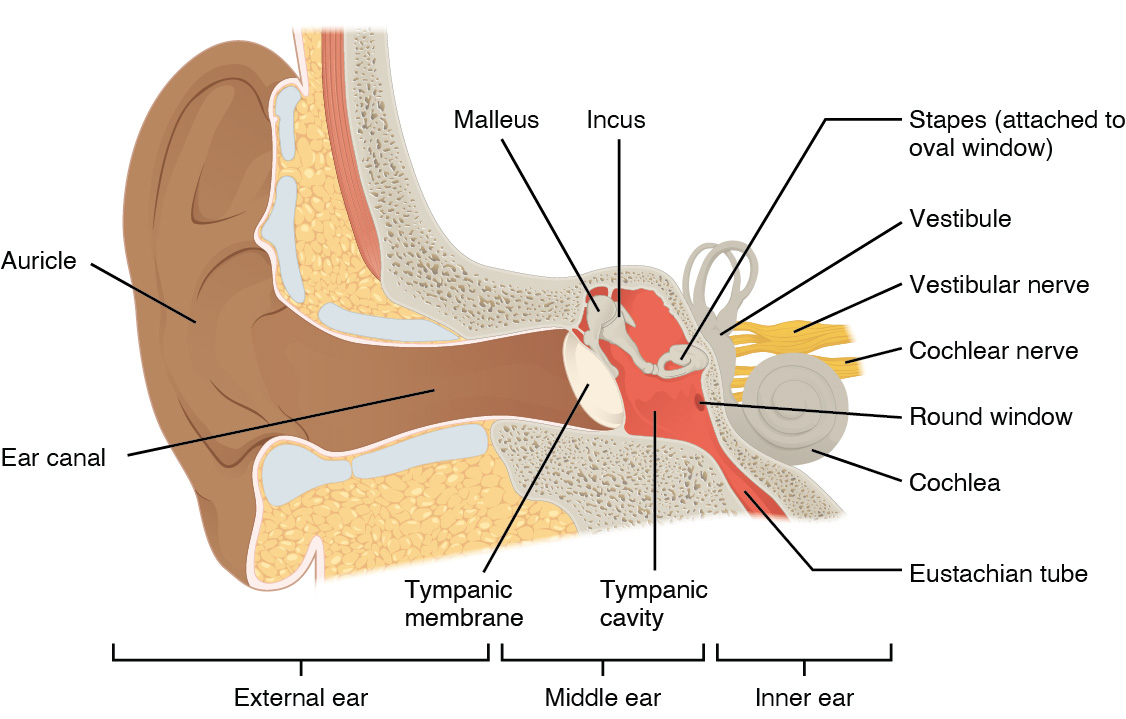 Malleus
Incus
Stapes (attached to
oval window)
Vestibule
Auricle
Vestibular nerve
Cochlear nerve
Round window
Ear canal
Cochlea
Eustachian tube
Tympanic
membrane
Tympanic
cavity
External ear
Middle ear
Inner ear